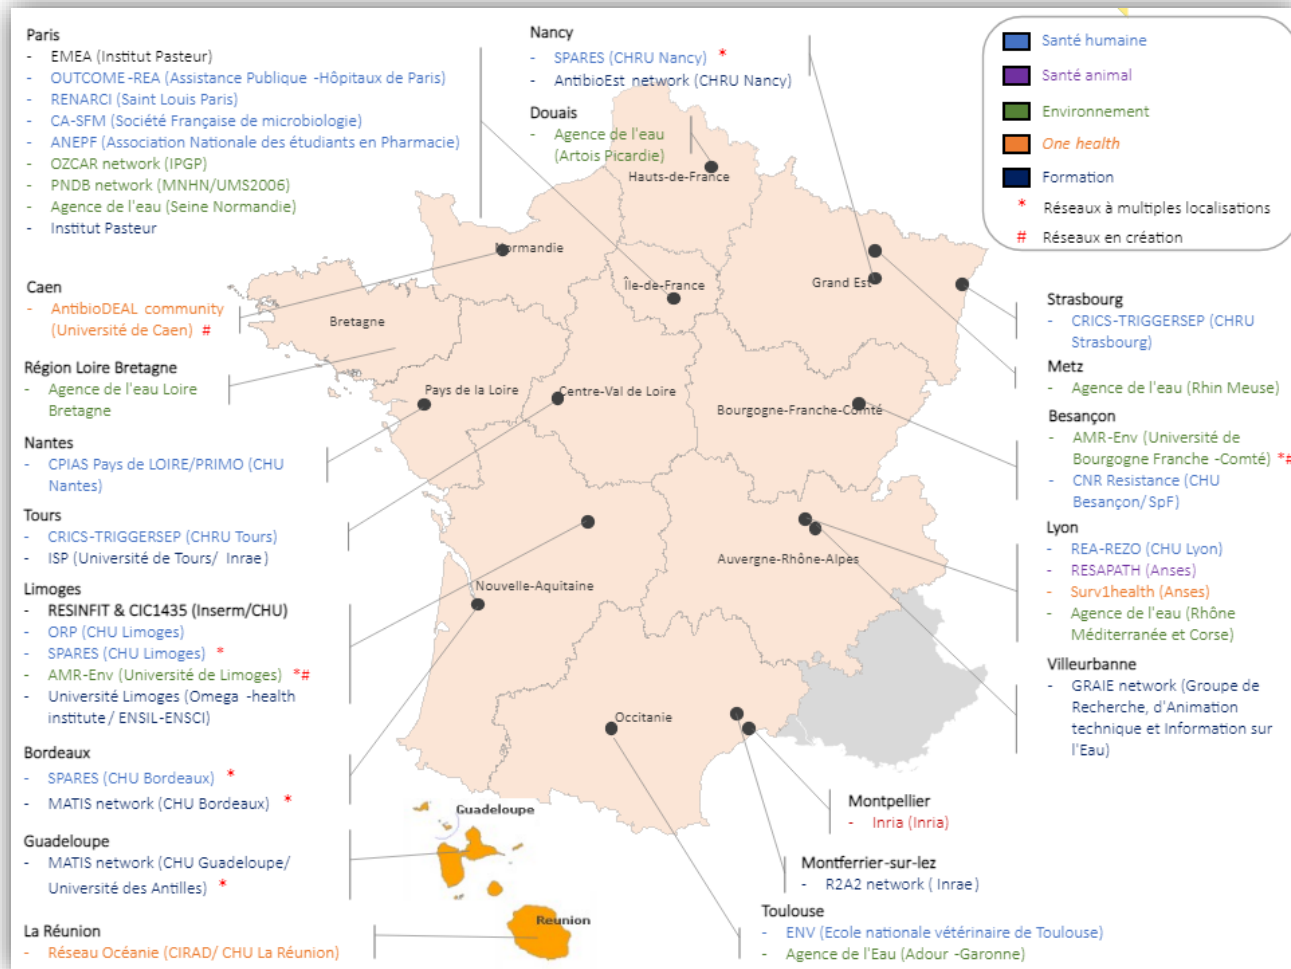 Paris
- EMEA (Institut Pasteur)
- OUTCOME-REA (Assistance Publique -Hôpitaux de Paris)
- RENARCI (Saint Louis Paris)
- CA-SFM (Société Française de microbiologie)
- ANEPF (Association Nationale des étudiants en Pharmacie)
- OZCAR network (IPGP)
- PNDB network (MNHN/UMS2006)
- Agence de l'eau (Seine Normandie)
- Institut Pasteur
Caen
- AntibioDEAL community
(Université de Caen) #
Région Loire Bretagne
- Agence de l'eau Loire
Bretagne
Nantes
- CPIAS Pays de LOIRE/PRIMO (CHU
Nantes)
Tours
- CRICS-TRIGGERSEP (CHRU Tours)
- ISP (Université de Tours/ Inrae)
Limoges
- RESINFIT & CIC1435 (Inserm/CHU)
- ORP (CHU Limoges)
- SPARES (CHU Limoges) *
- AMR-Env (Université de Limoges) *#
- Université Limoges (Omega -health
institute / ENSIL-ENSCI)
Bordeaux
- SPARES (CHU Bordeaux) *
- MATIS network (CHU Bordeaux) *
Guadeloupe
- MATIS network (CHU Guadeloupe/
Université des Antilles) *
La Réunion
- Réseau Océanie (CIRAD/ CHU La Réunion)
Nancy
- SPARES (CHRU Nancy) *
- AntibioEst network (CHRU Nancy)
Douais
- Agence de l'eau
(Artois Picardie)
Hauts-de-France
Normandie
Île-de-France
Grand Est
Bretagne
Pays de la Loire
Centre-Val de Loire
Bourgogne-Franche-Comté
Auvergne-Rhône-Alpes
Nouvelle-Aquitaine
Occitanie
Guadeloupe
Reunion
Santé humaine
Santé animal
Environnement
One health
Formation
* Réseaux à multiples localisations
# Réseaux en création
Strasbourg
- CRICS-TRIGGERSEP (CHRU
Strasbourg)
Metz
- Agence de l'eau (Rhin Meuse)
Besançon
- AMR-Env (Université de
Bourgogne Franche -Comté) *#
- CNR Resistance (CHU
Besançon/ SpF)
Lyon
- REA-REZO (CHU Lyon)
- RESAPATH (Anses)
- Surv1health (Anses)
- Agence de l'eau (Rhône
Méditerranée et Corse)
Villeurbanne
- GRAIE network (Groupe de
Recherche, d'Animation
technique et Information sur
l'Eau)
Montpellier
- Inria (Inria)
Montferrier-sur-lez
- R2A2 network ( Inrae)
Toulouse
- ENV (Ecole nationale vétérinaire de Toulouse)
- Agence de l'Eau (Adour -Garonne)